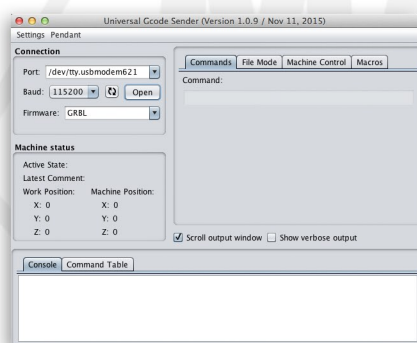 Universal Gcode Sender (Version 1.0.9 / Nov 11, 2015)
Settings Pendant
Connection
Port: /dev/tty.usbmodem621
Baud: 115200 Open
Firmware: GRBL
Machine status
Active State:
Latest Comment:
Work Position: Machine Position:
X: 0 X: 0
Y: 0 Y: 0
Z: 0 Z: 0
Commands File Mode Machine Control Macros
Command:
Scroll output window Show verbose output
Console Command Table